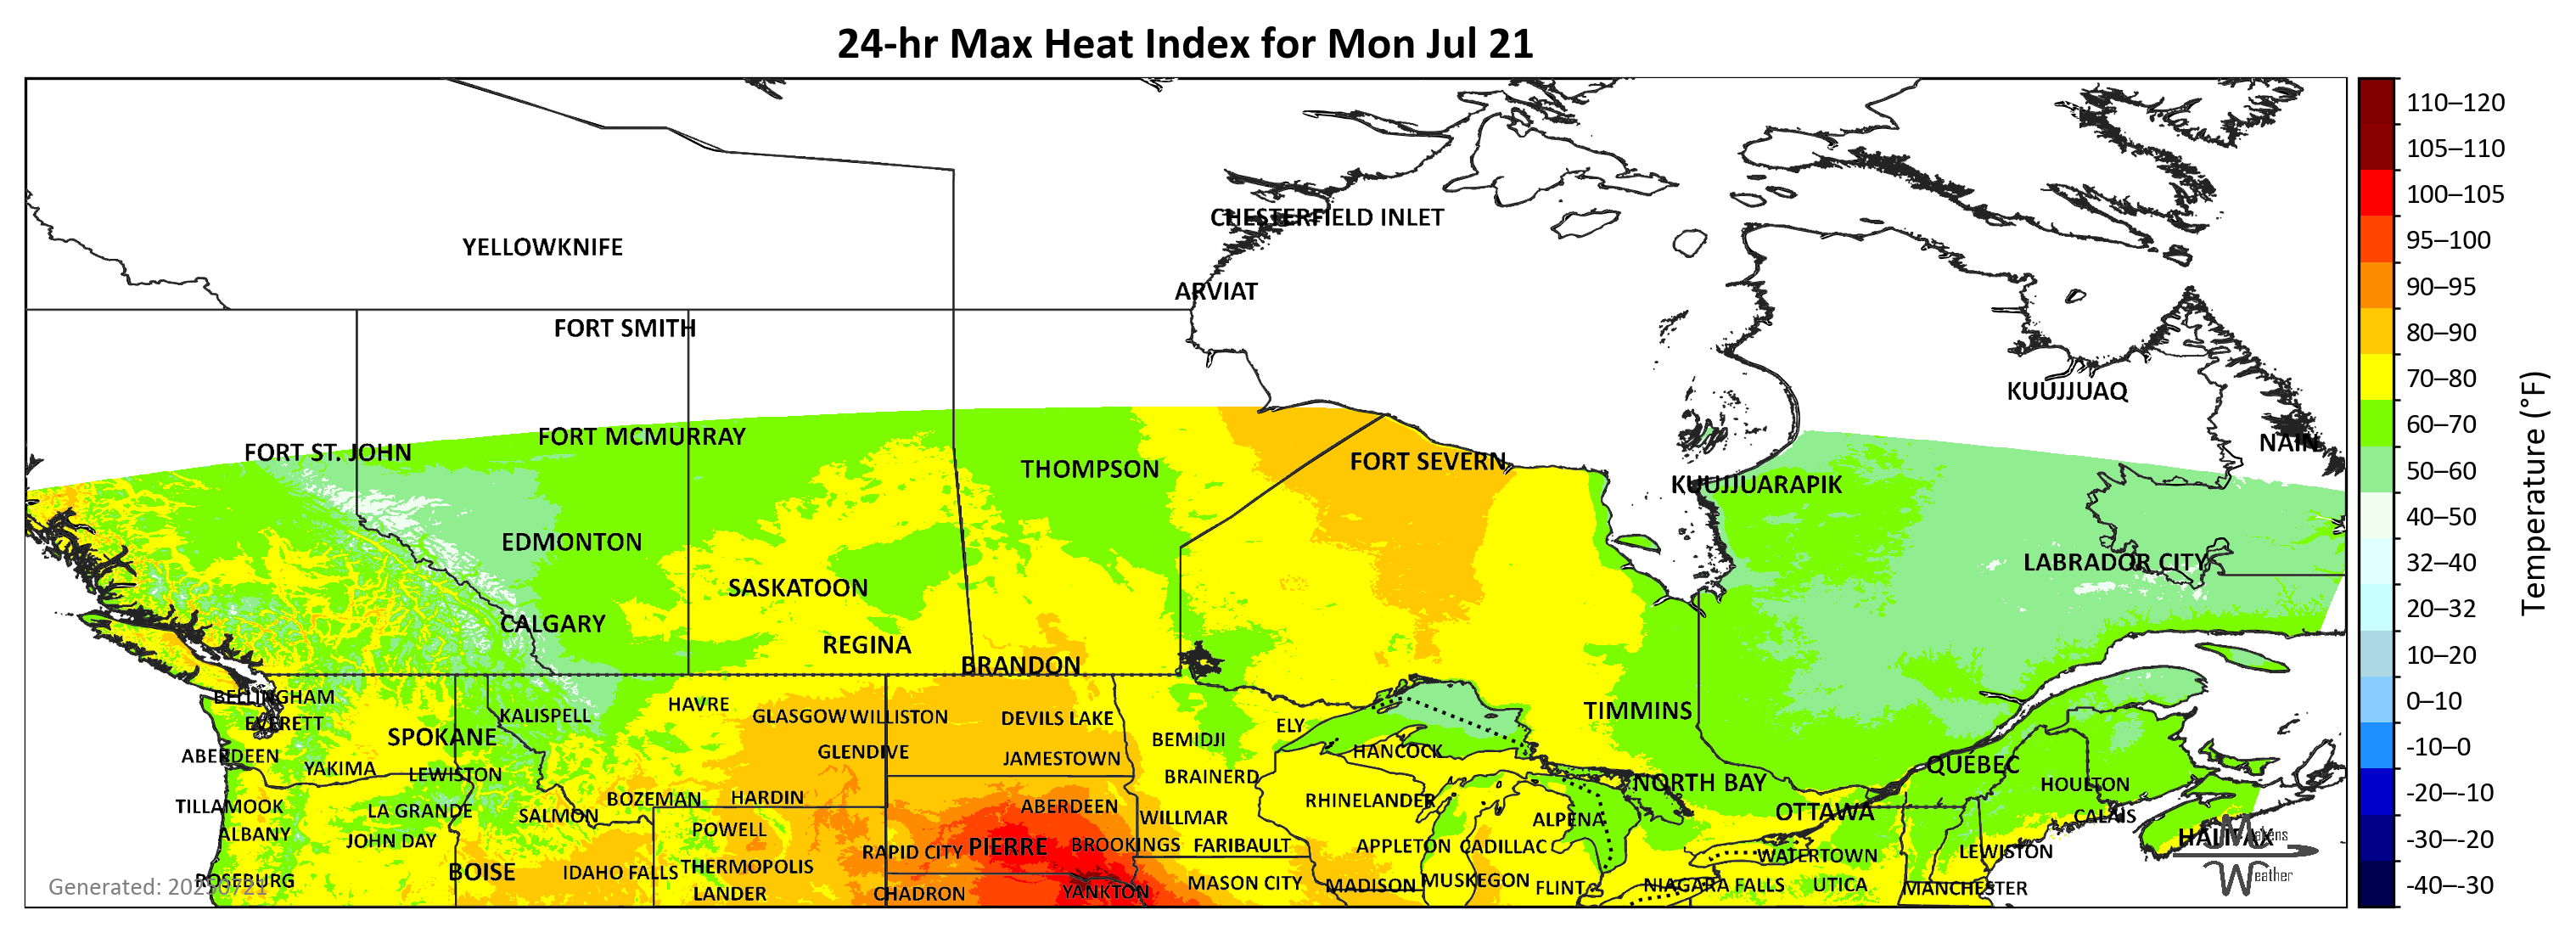 24-hr Max Heat Index for Mon Jul 21
110–120
105–110
CHESTERFIELD INLET
100–105
YELLOWKNIFE
95–100
ARVIAT
90–95
FORT SMITH
80–90
KUUJJUAQ
70–80
FORT MCMURRAY
60–70
FORT ST. JOHN
NAIN
THOMPSON
FORT SEVERN
50–60
KUUJJUARAPIK
40–50
EDMONTON
LABRADOR CITY
32–40
Temperature (°F)
SASKATOON
20–32
CALGARY
REGINA
10–20
BRANDON
BELLINGHAM
HAVRE
0–10
EVERETT
KALISPELL
GLASGOW WILLISTON
DEVILS LAKE
TIMMINS
ELY
SPOKANE
BEMIDJI
-10–0
ABERDEEN
GLENDIVE
JAMESTOWN
HANCOCK
QUEBEC
YAKIMA
LEWISTON
BRAINERD
NORTH BAY
HOULTON
-20–-10
TILLAMOOK
LA GRANDE
SALMON
BOZEMAN
HARDIN
ABERDEEN
RHINELANDER
OTTAWA
CALAIS
ALBANY
JOHN DAY
POWELL
WILLMAR
ALPENA
HALIFAX
Makens
-30–-20
RAPID CITY
PIERRE
BROOKINGS
FARIBAULT
APPLETON
CADILLAC
WATERTOWN
LEWISTON
BOISE
IDAHO FALLS
THERMOPOLIS
Weather
ROSEBURG
Generated: 20250721
LANDER
CHADRON
YANKTON
MASON CITY
MADISON
MUSKEGON
FLINT
NIAGARA FALLS
UTICA
MANCHESTER
-40–-30